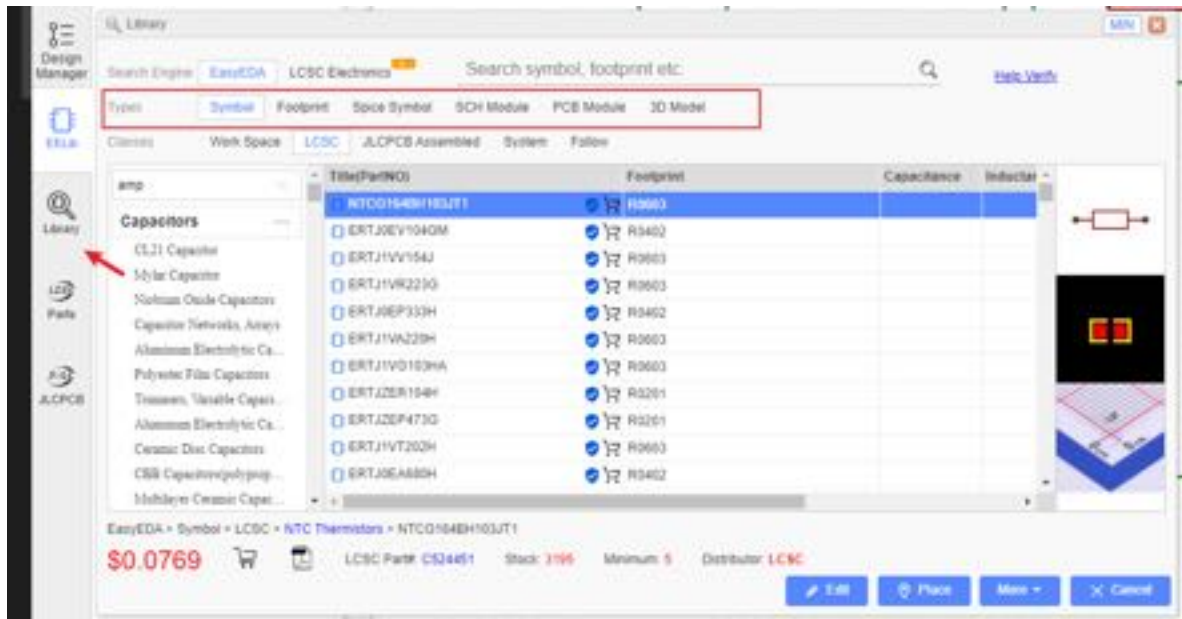 Library
MIN
Design Manager
EELib
Library
Parts
JLCPCB
Search Engine EasyEDA LCSC Electronics
Search symbol, footprint etc.
Help Verify
Types Symbol Footprint Spice Symbol SCH Module PCB Module 3D Model
Classes Work Space LCSC JLCPCB Assembled System Follow
amp
Capacitors
CL21 Capacitor
Mylar Capacitor
Niobium Oxide Capacitors
Capacitor Networks, Arrays
Aluminum Electrolytic Ca...
Polyester Film Capacitors
Trimmers, Variable Capaci...
Aluminum Electrolytic Ca...
Ceramic Disc Capacitors
CBB Capacitors(polyprop...
Multilayer Ceramic Capac...
Title(PartNO) Footprint Capacitance Inductan
NTCG164BH103JT1 R0603
ERTJ0EV104GM R0402
ERTJ1VV154J R0603
ERTJ1VR223G R0603
ERTJ0EP333H R0402
ERTJ1VA220H R0603
ERTJ1VG103HA R0603
ERTJZER104H R0201
ERTJZEP473G R0201
ERTJ1VT202H R0603
ERTJ0EA680H R0402
EasyEDA > Symbol > LCSC > NTC Thermistors > NTCG164BH103JT1
$0.0769 LCSC Part#: C524451 Stock: 3195 Minimum: 5 Distributor: LCSC
Edit Place More Cancel